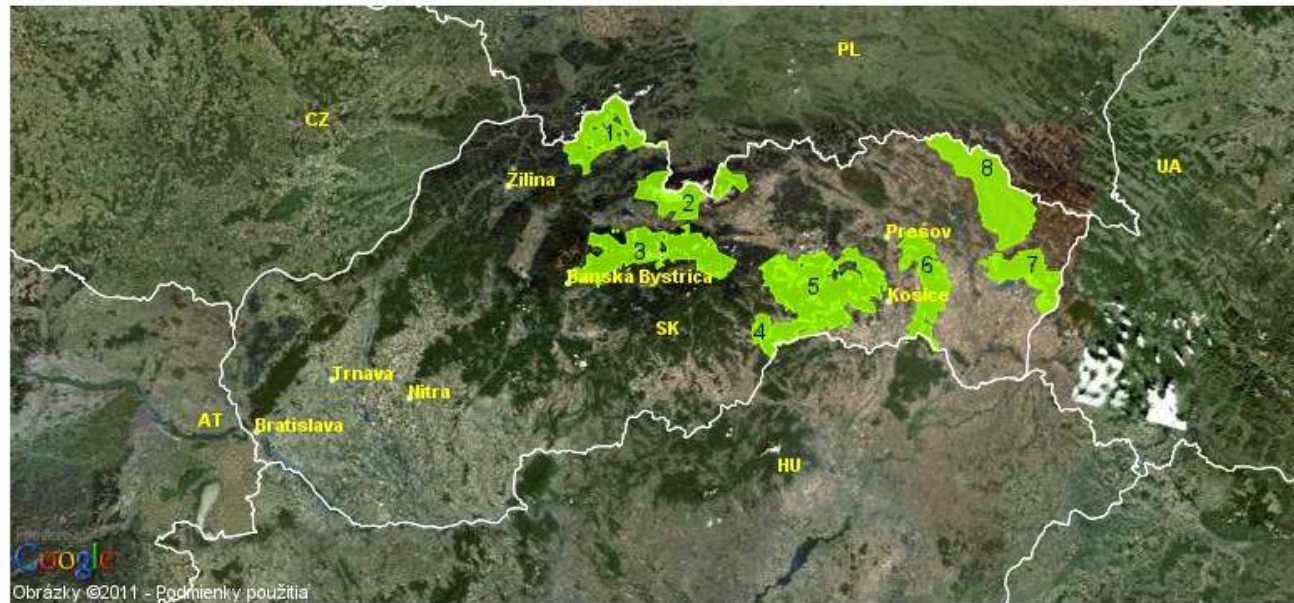 PL
CZ
1
8
UA
Žilina
2
Prešov
3
6
7
Banská Bystrica
5
Košice
SK
4
Trnava
Nitra
AT
Bratislava
HU
Google
Obrázky ©2011 - Podmienky použitia